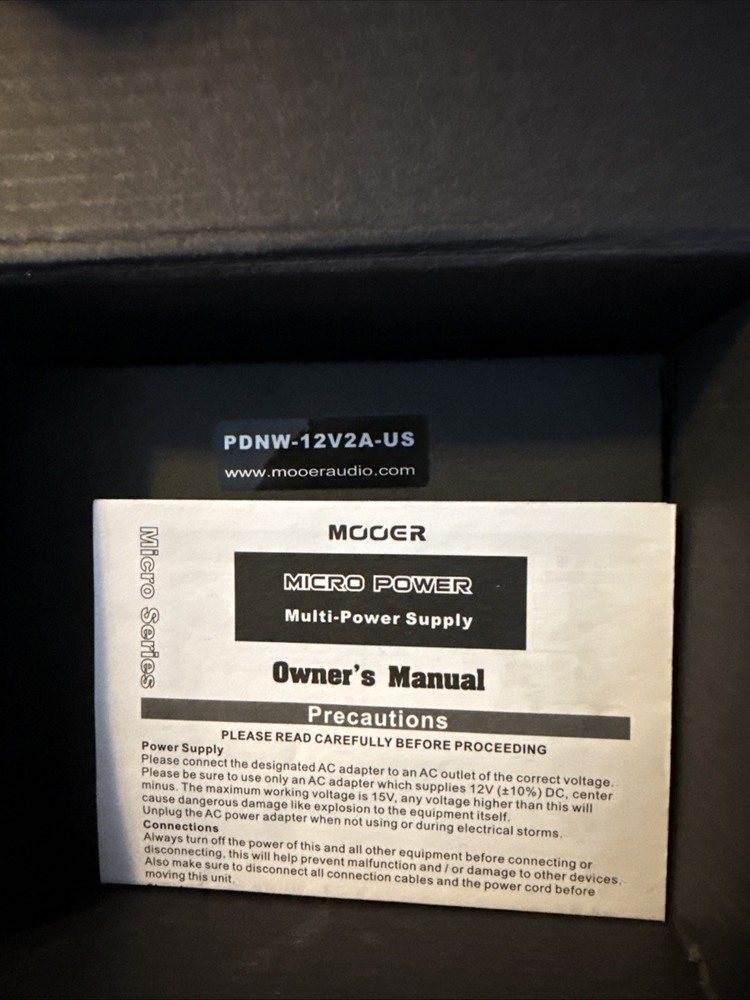 PDNW-12V2A-US
www.mooeraudio.com
MOOER
Micro Series
MICRO POWER
Multi-Power Supply
Owner's Manual
Precautions
PLEASE READ CAREFULLY BEFORE PROCEEDING
Power Supply
Please connect the designated AC adapter to an AC outlet of the correct voltage.
Please be sure to use only an AC adapter which supplies 12V (±10%) DC, center
minus. The maximum working voltage is 15V, any voltage higher than this will
cause dangerous damage like explosion to the equipment itself.
Unplug the AC power adapter when not using or during electrical storms.
Connections
Always turn off the power of this and all other equipment before connecting or
disconnecting, this will help prevent malfunction and / or damage to other devices.
Also make sure to disconnect all connection cables and the power cord before
moving this unit.